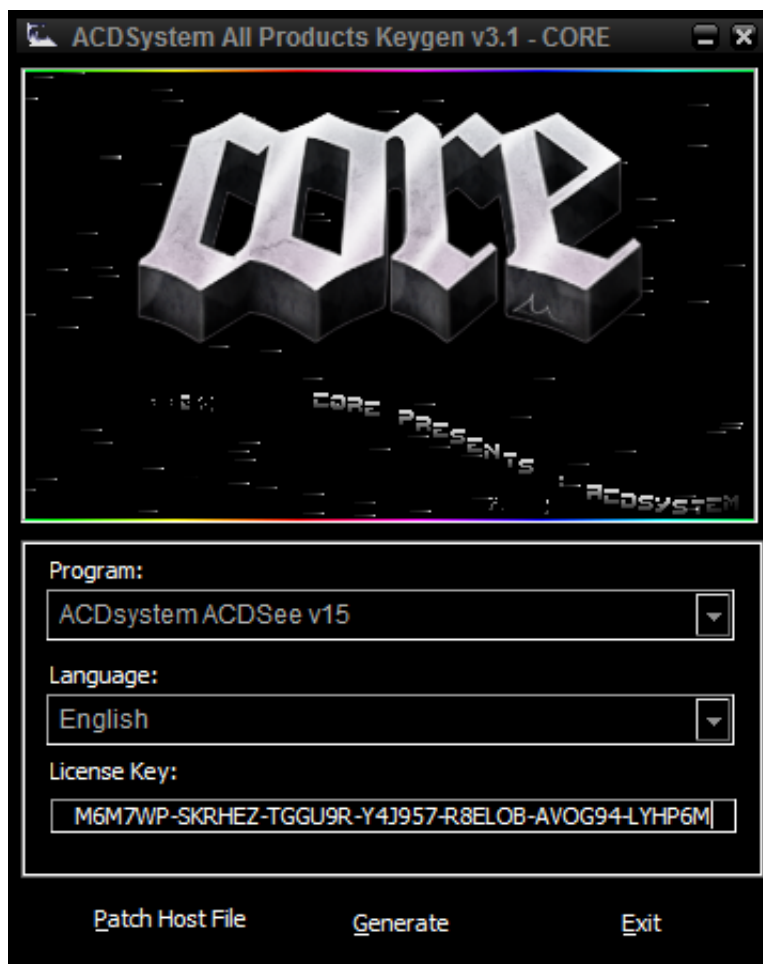 ACDSystem All Products Keygen v3.1 - CORE
core
CORE PRESENTS
ACDSYSTEM
Program:
ACDsystem ACDSee v15
Language:
English
License Key:
M6M7WP-SKRHEZ-TGGU9R-Y4J957-R8ELOB-AVOG94-LYHP6M
Patch Host File
Generate
Exit